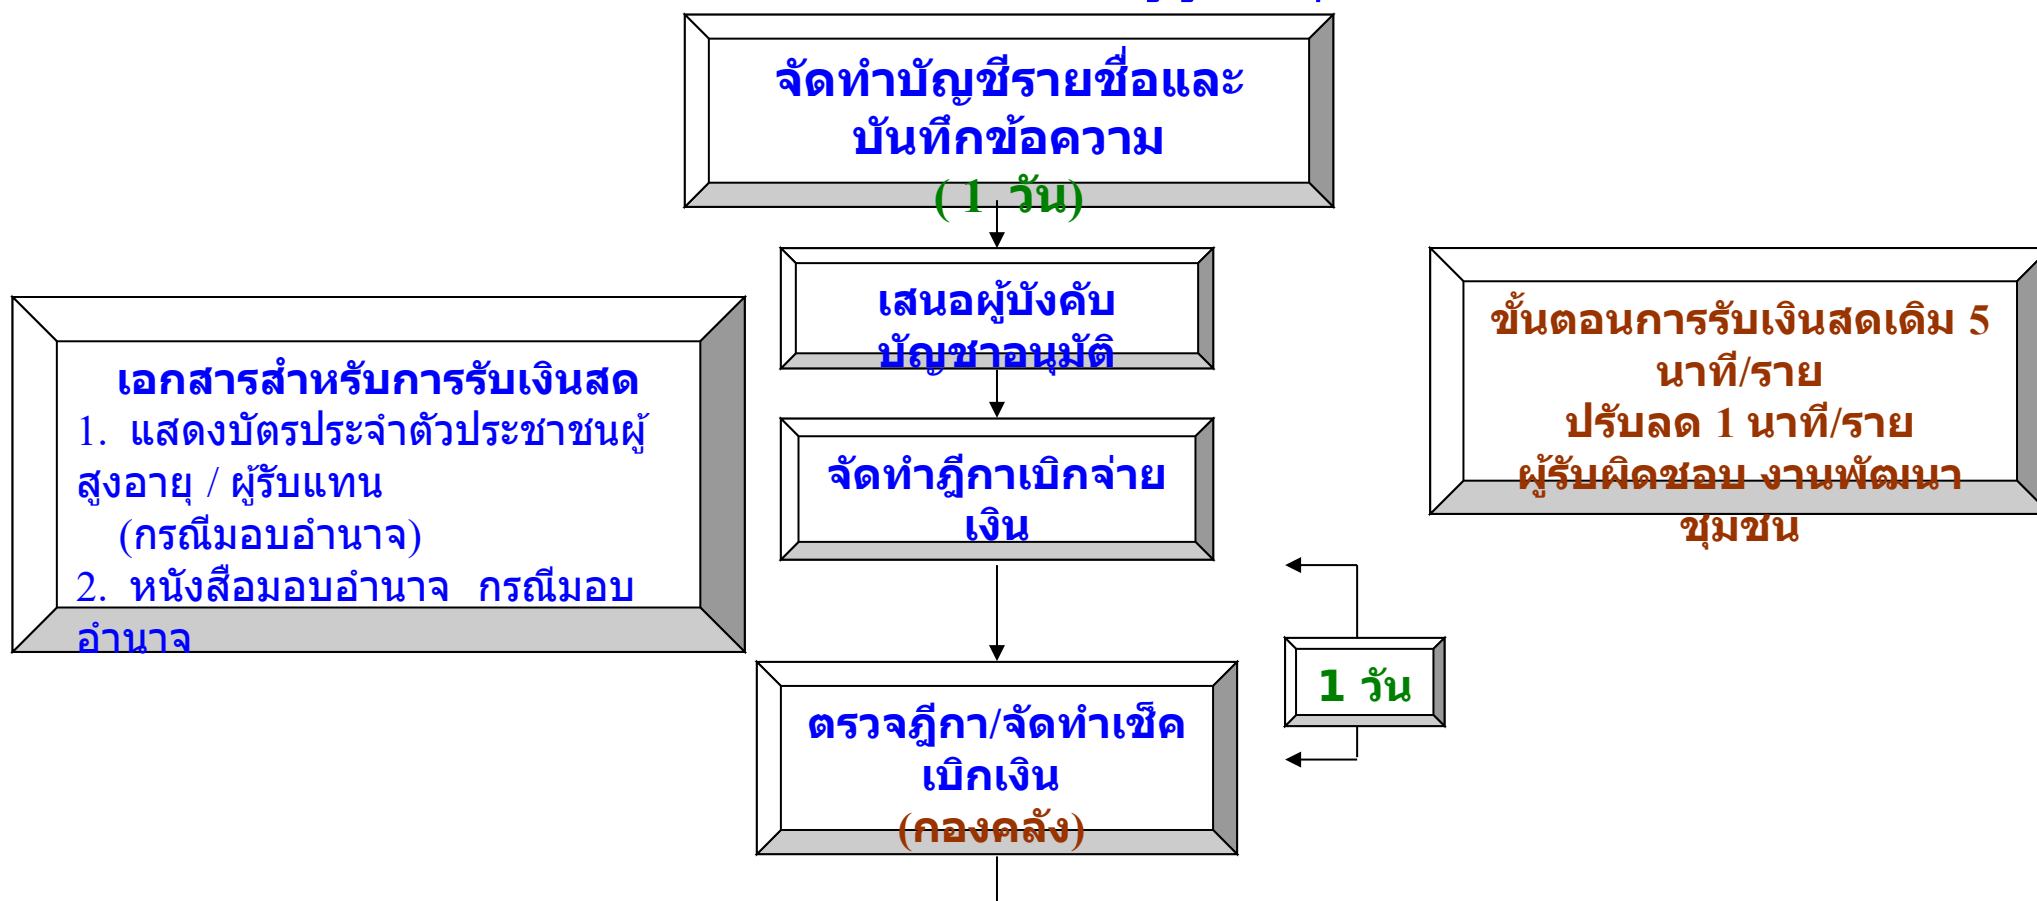 จัดทำบัญชีรายชื่อและ
บันทึกข้อความ
( 1 วัน)
เสนอผู้บังคับ
บัญชาอนุมัติ
เอกสารสำหรับการรับเงินสด
1. แสดงบัตรประจำตัวประชาชนผู้
สูงอายุ / ผู้รับแทน
(กรณีมอบอำนาจ)
2. หนังสือมอบอำนาจ กรณีมอบ
อำนาจ
ขั้นตอนการรับเงินสดเดิม 5
นาที/ราย
ปรับลด 1 นาที/ราย
ผู้รับผิดชอบ งานพัฒนา
ชุมชน
จัดทำฎีกาเบิกจ่าย
เงิน
1 วัน
ตรวจฎีกา/จัดทำเช็ค
เบิกเงิน
(กองคลัง)